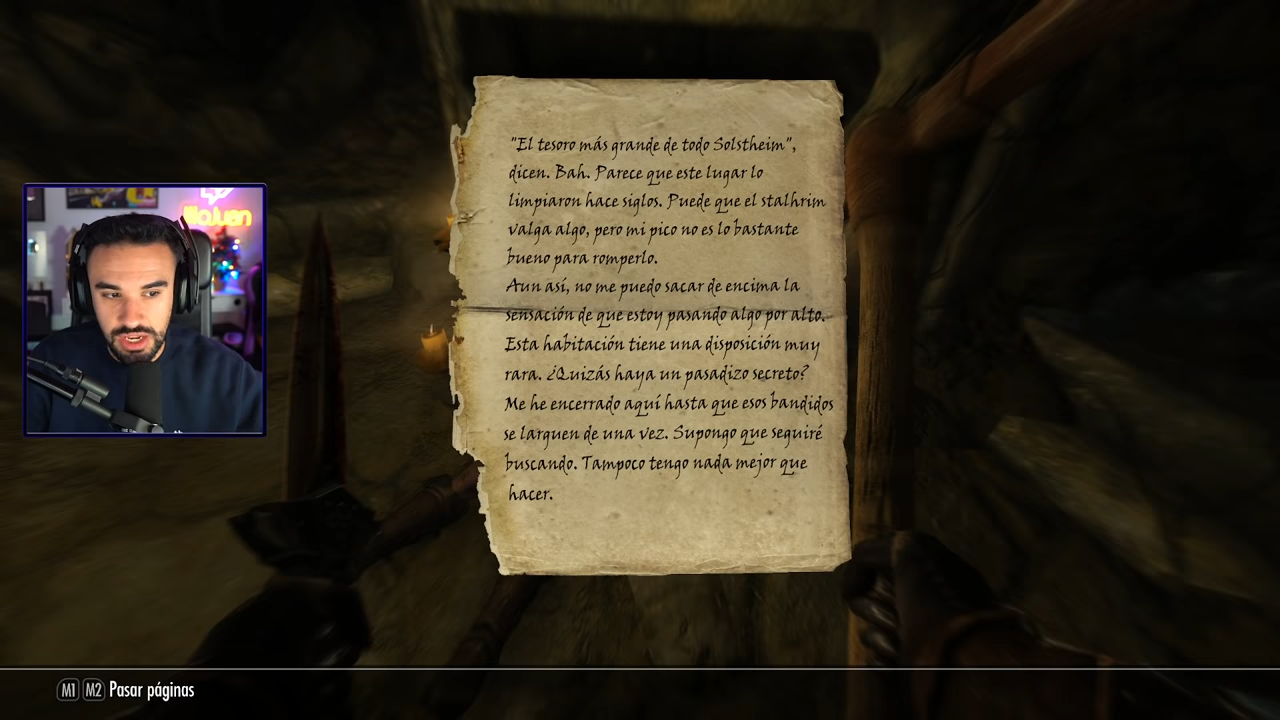 IlloJuan
"El tesoro más grande de todo Solstheim",
dicen. Bah. Parece que este lugar lo
limpiaron hace siglos. Puede que el stalhrim
valga algo, pero mi pico no es lo bastante
bueno para romperlo.
Aun así, no me puedo sacar de encima la
sensación de que estoy pasando algo por alto.
Esta habitación tiene una disposición muy
rara. ¿Quizás haya un pasadizo secreto?
Me he encerrado aquí hasta que esos bandidos
se larguen de una vez. Supongo que seguiré
buscando. Tampoco tengo nada mejor que
hacer.
M1 M2 Pasar páginas